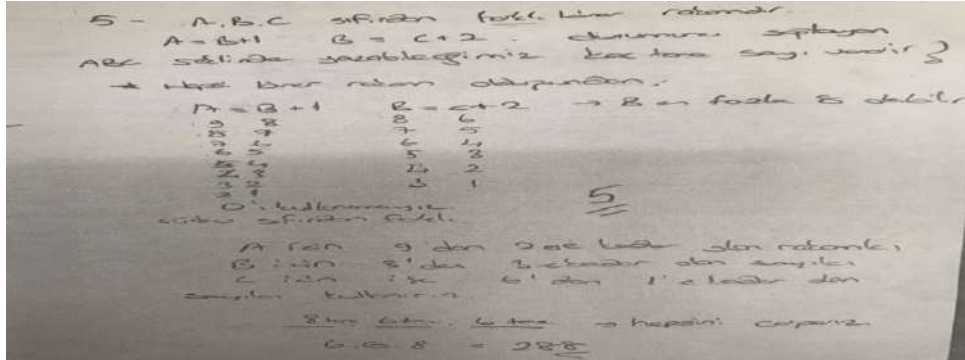 5 - A.B.C sıfırdan farklı birer rakamdır.
A = B+1 B = C+2 durumunu sağlayan
ABC şeklinde yazabileceğimiz kaç tane sayı vardır?
* Hepsi birer rakam olduğundan.
A = B + 1 B = C+2 → B en fazla 8 olabilir
9 8 8 6
8 7 7 5
7 6 6 4
6 5 5 3
5 4 4 2
4 3 3 1
3 2
2 1
5
0'ı kullanamayız
çünkü sıfırdan farklı.
A için 9'dan 2'ye kadar olan rakamları
B için 8'den 3'e kadar olan sayıları
C için ise 6'dan 1'e kadar olan
sayıları kullanırız.
8 tane 6 tane . 6 tane → hepsini çarparız
6.6.8 = 288